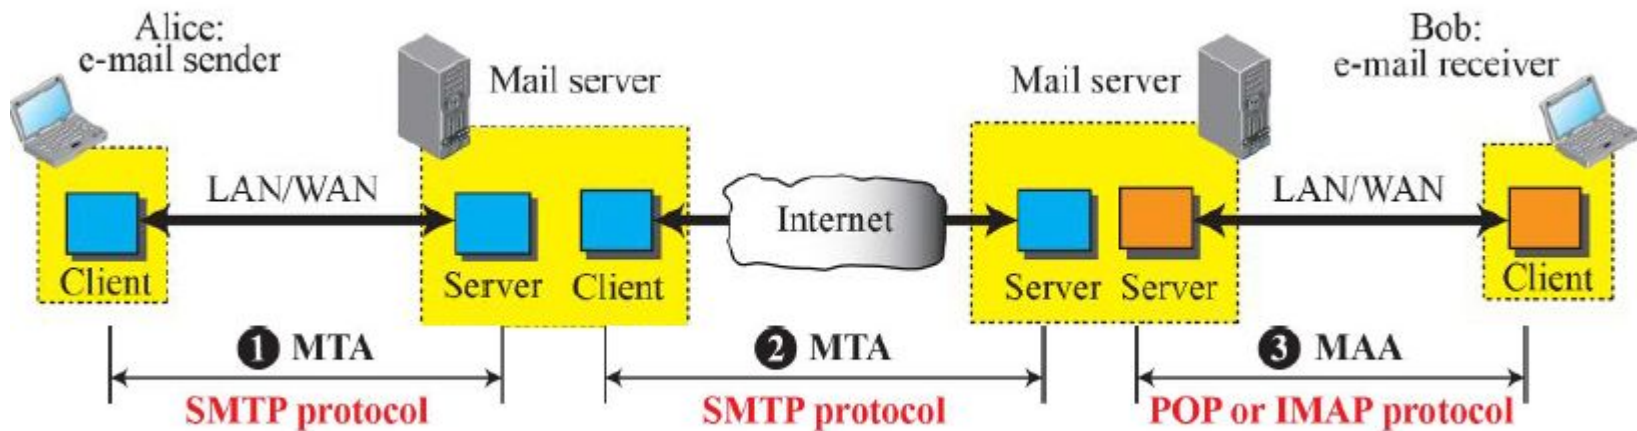 Alice:
e-mail sender
Mail server
Mail server
Bob:
e-mail receiver
LAN/WAN
Internet
LAN/WAN
Client
Server
Client
Server
Server
Client
1 MTA
2 MTA
3 MAA
SMTP protocol
SMTP protocol
POP or IMAP protocol